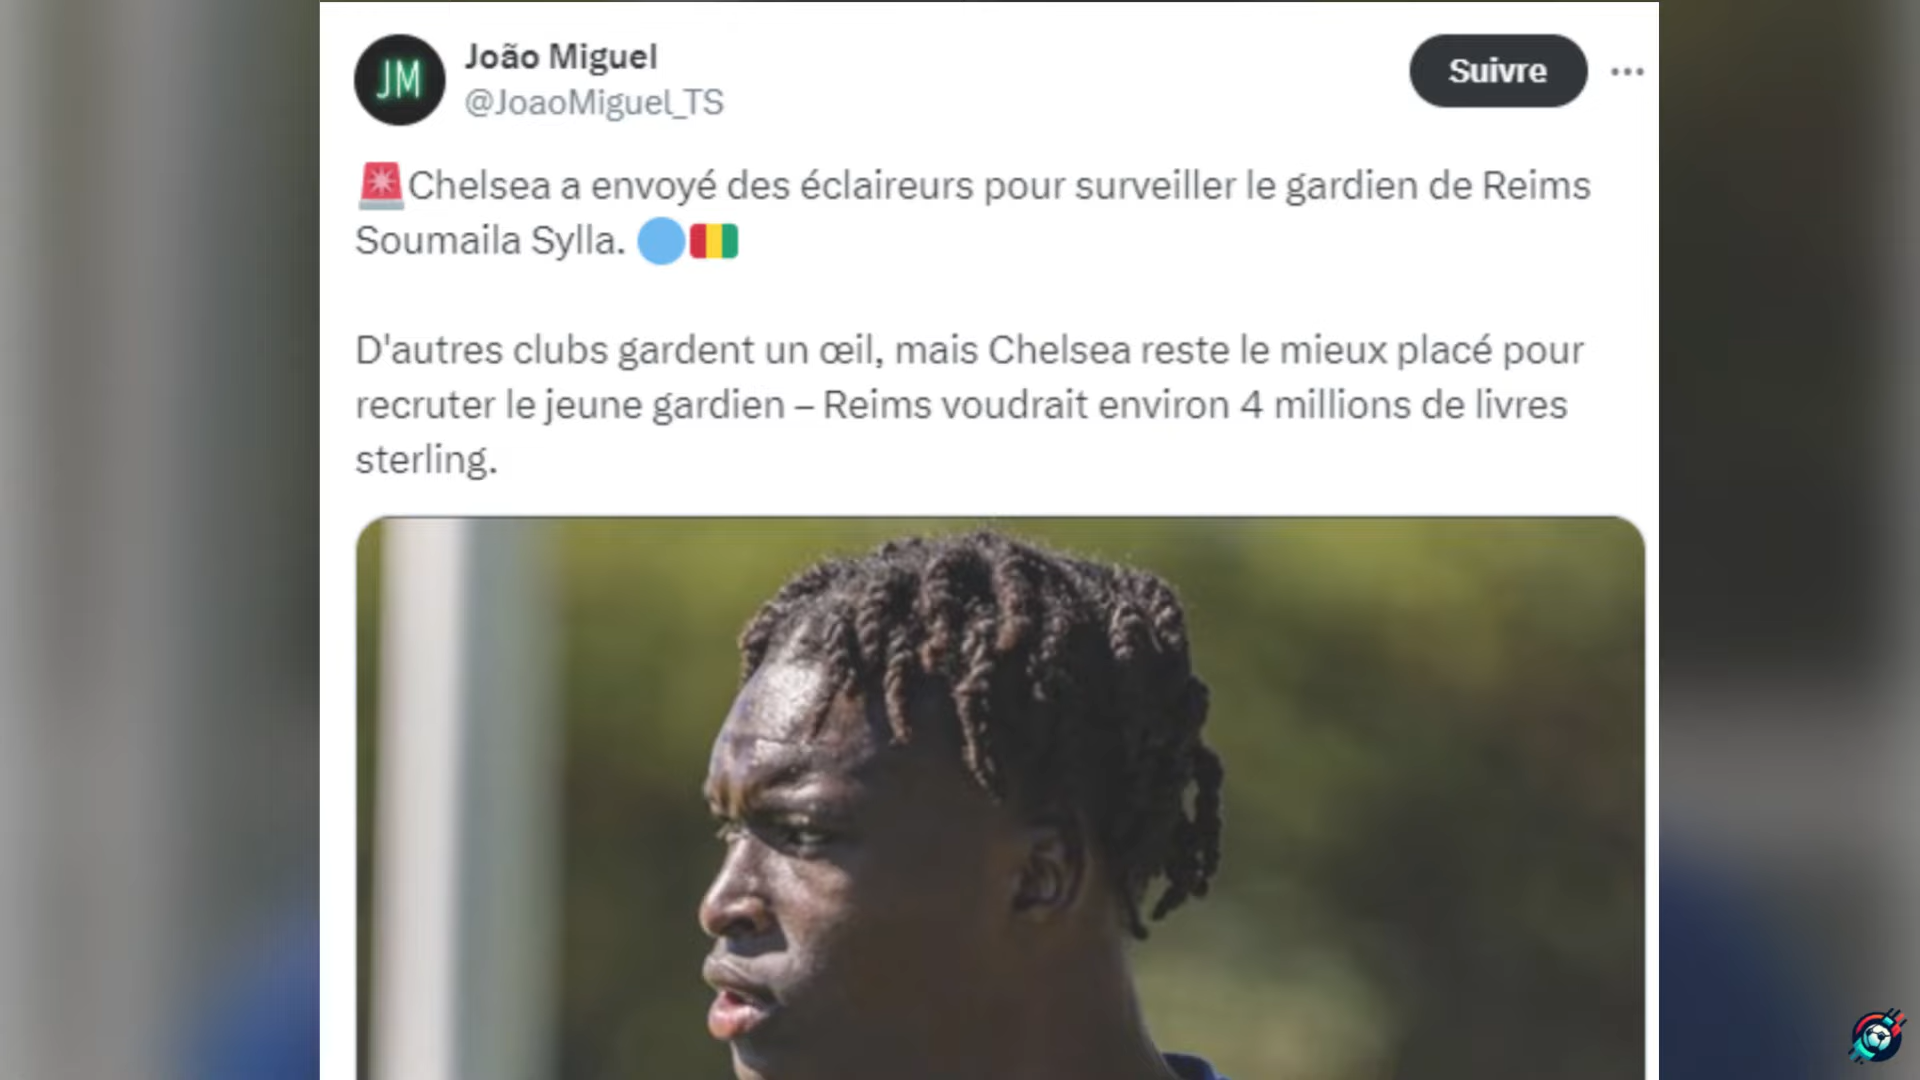 JM
João Miguel
@JoaoMiguel_TS
Suivre
Chelsea a envoyé des éclaireurs pour surveiller le gardien de Reims
Soumaila Sylla.
D'autres clubs gardent un œil, mais Chelsea reste le mieux placé pour
recruter le jeune gardien – Reims voudrait environ 4 millions de livres
sterling.